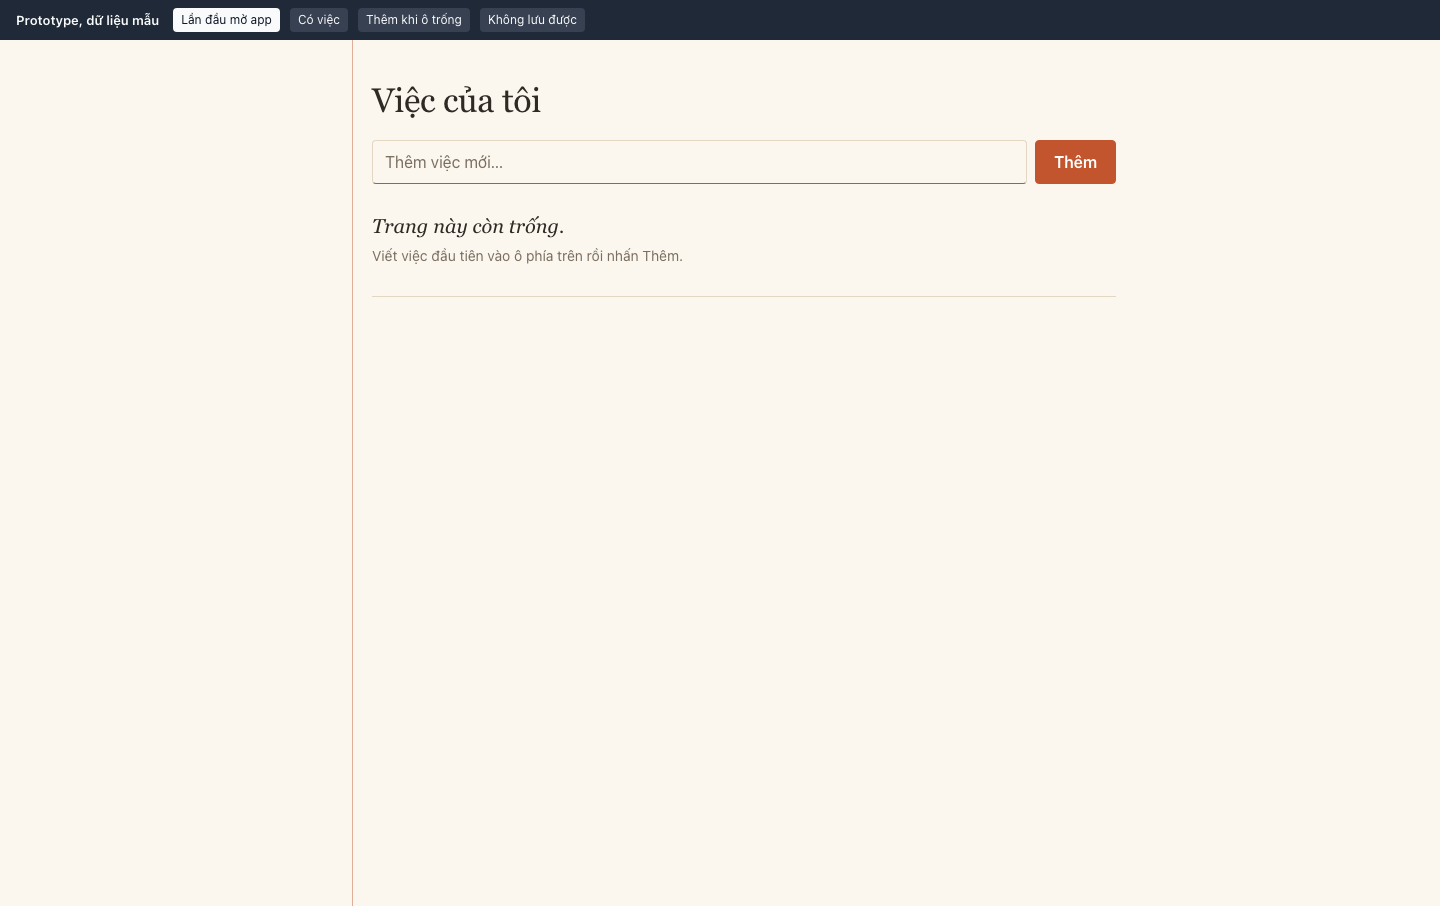 Prototype, dữ liệu mẫu Lần đầu mở app Có việc Thêm khi ô trống Không lưu được
Việc của tôi
Thêm việc mới... Thêm
Trang này còn trống.
Viết việc đầu tiên vào ô phía trên rồi nhấn Thêm.